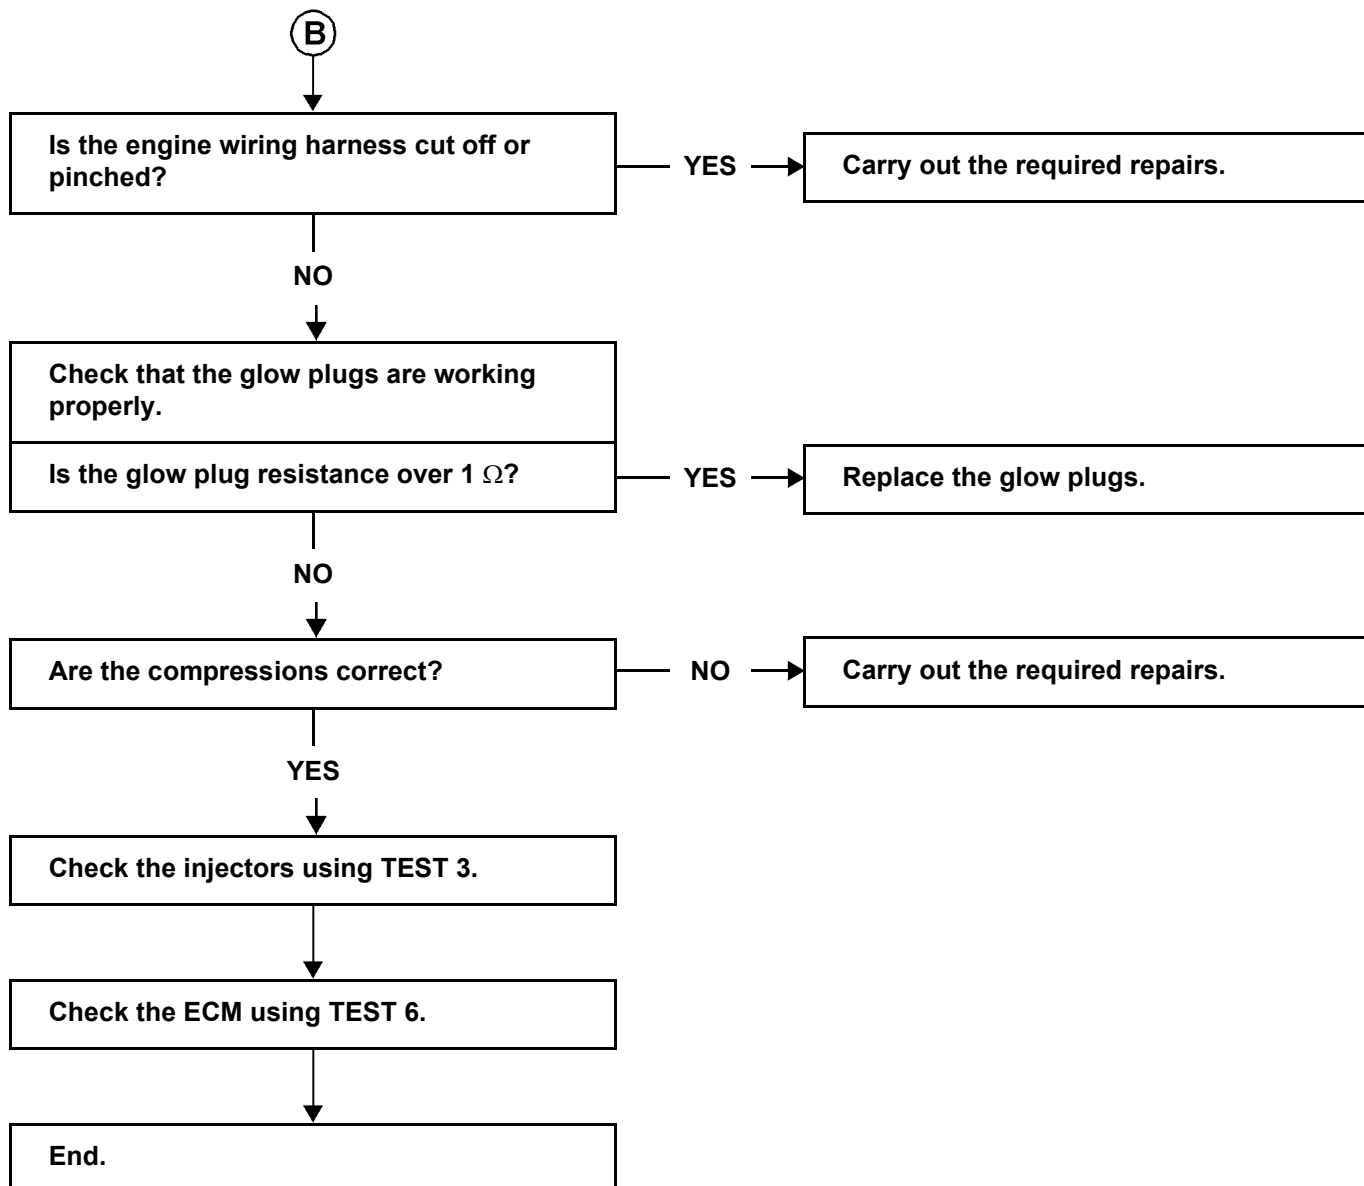 B
Is the engine wiring harness cut off or
pinched?
YES
Carry out the required repairs.
NO
Check that the glow plugs are working
properly.
Is the glow plug resistance over 1 Ω?
YES
Replace the glow plugs.
NO
Are the compressions correct?
NO
Carry out the required repairs.
YES
Check the injectors using TEST 3.
Check the ECM using TEST 6.
End.